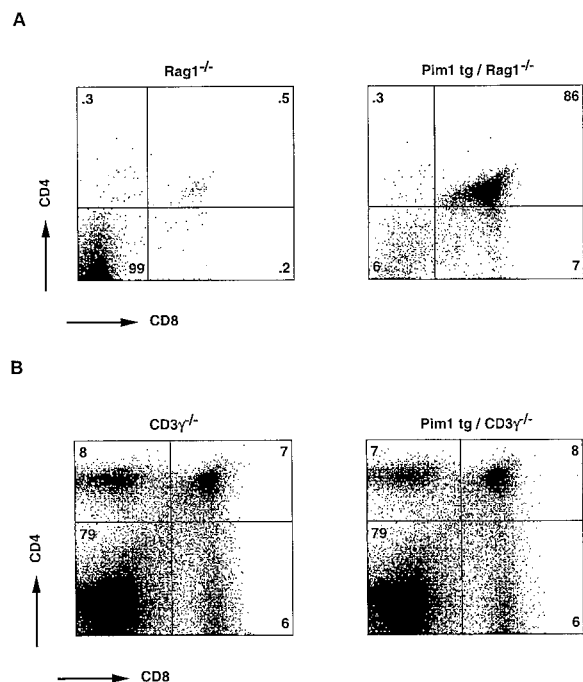 A
Rag1-/-
Pim1 tg / Rag1-/-
.3 .5
99 .2
.3 86
6 7
CD4
CD8
B
CD3γ-/-
Pim1 tg / CD3γ-/-
8 7
79 6
7 8
79 6
CD4
CD8